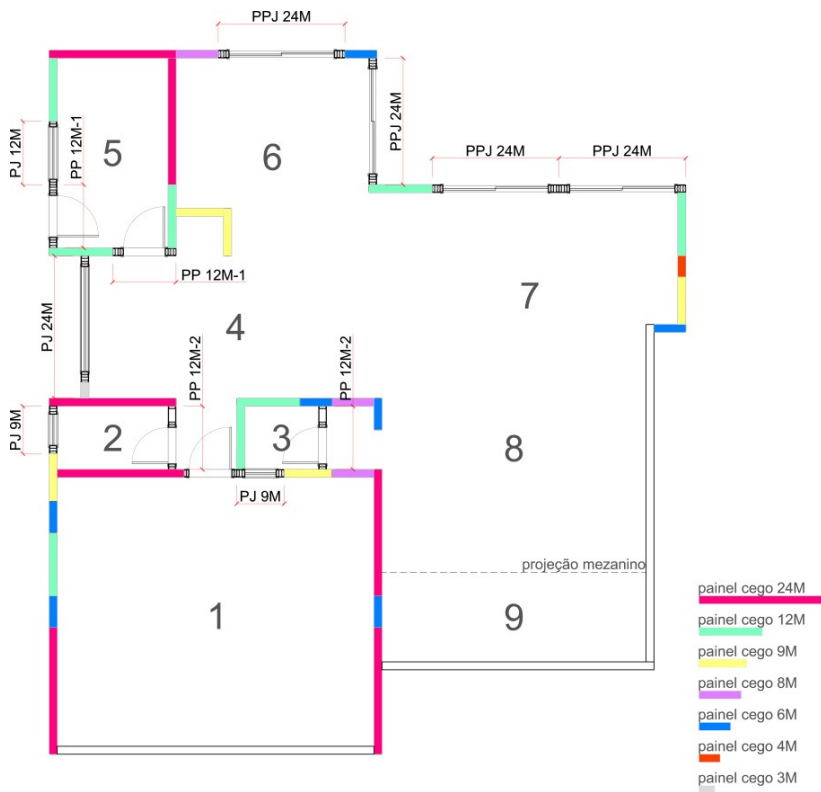 PPJ 24M
PPJ 24M
PPJ 24M
PPJ 24M
PJ 12M
PP 12M-1
5
6
PP 12M-1
7
PJ 24M
4
PP 12M-2
PP 12M-2
PJ 9M
2
3
8
PJ 9M
projeção mezanino
1
9
painel cego 24M
painel cego 12M
painel cego 9M
painel cego 8M
painel cego 6M
painel cego 4M
painel cego 3M